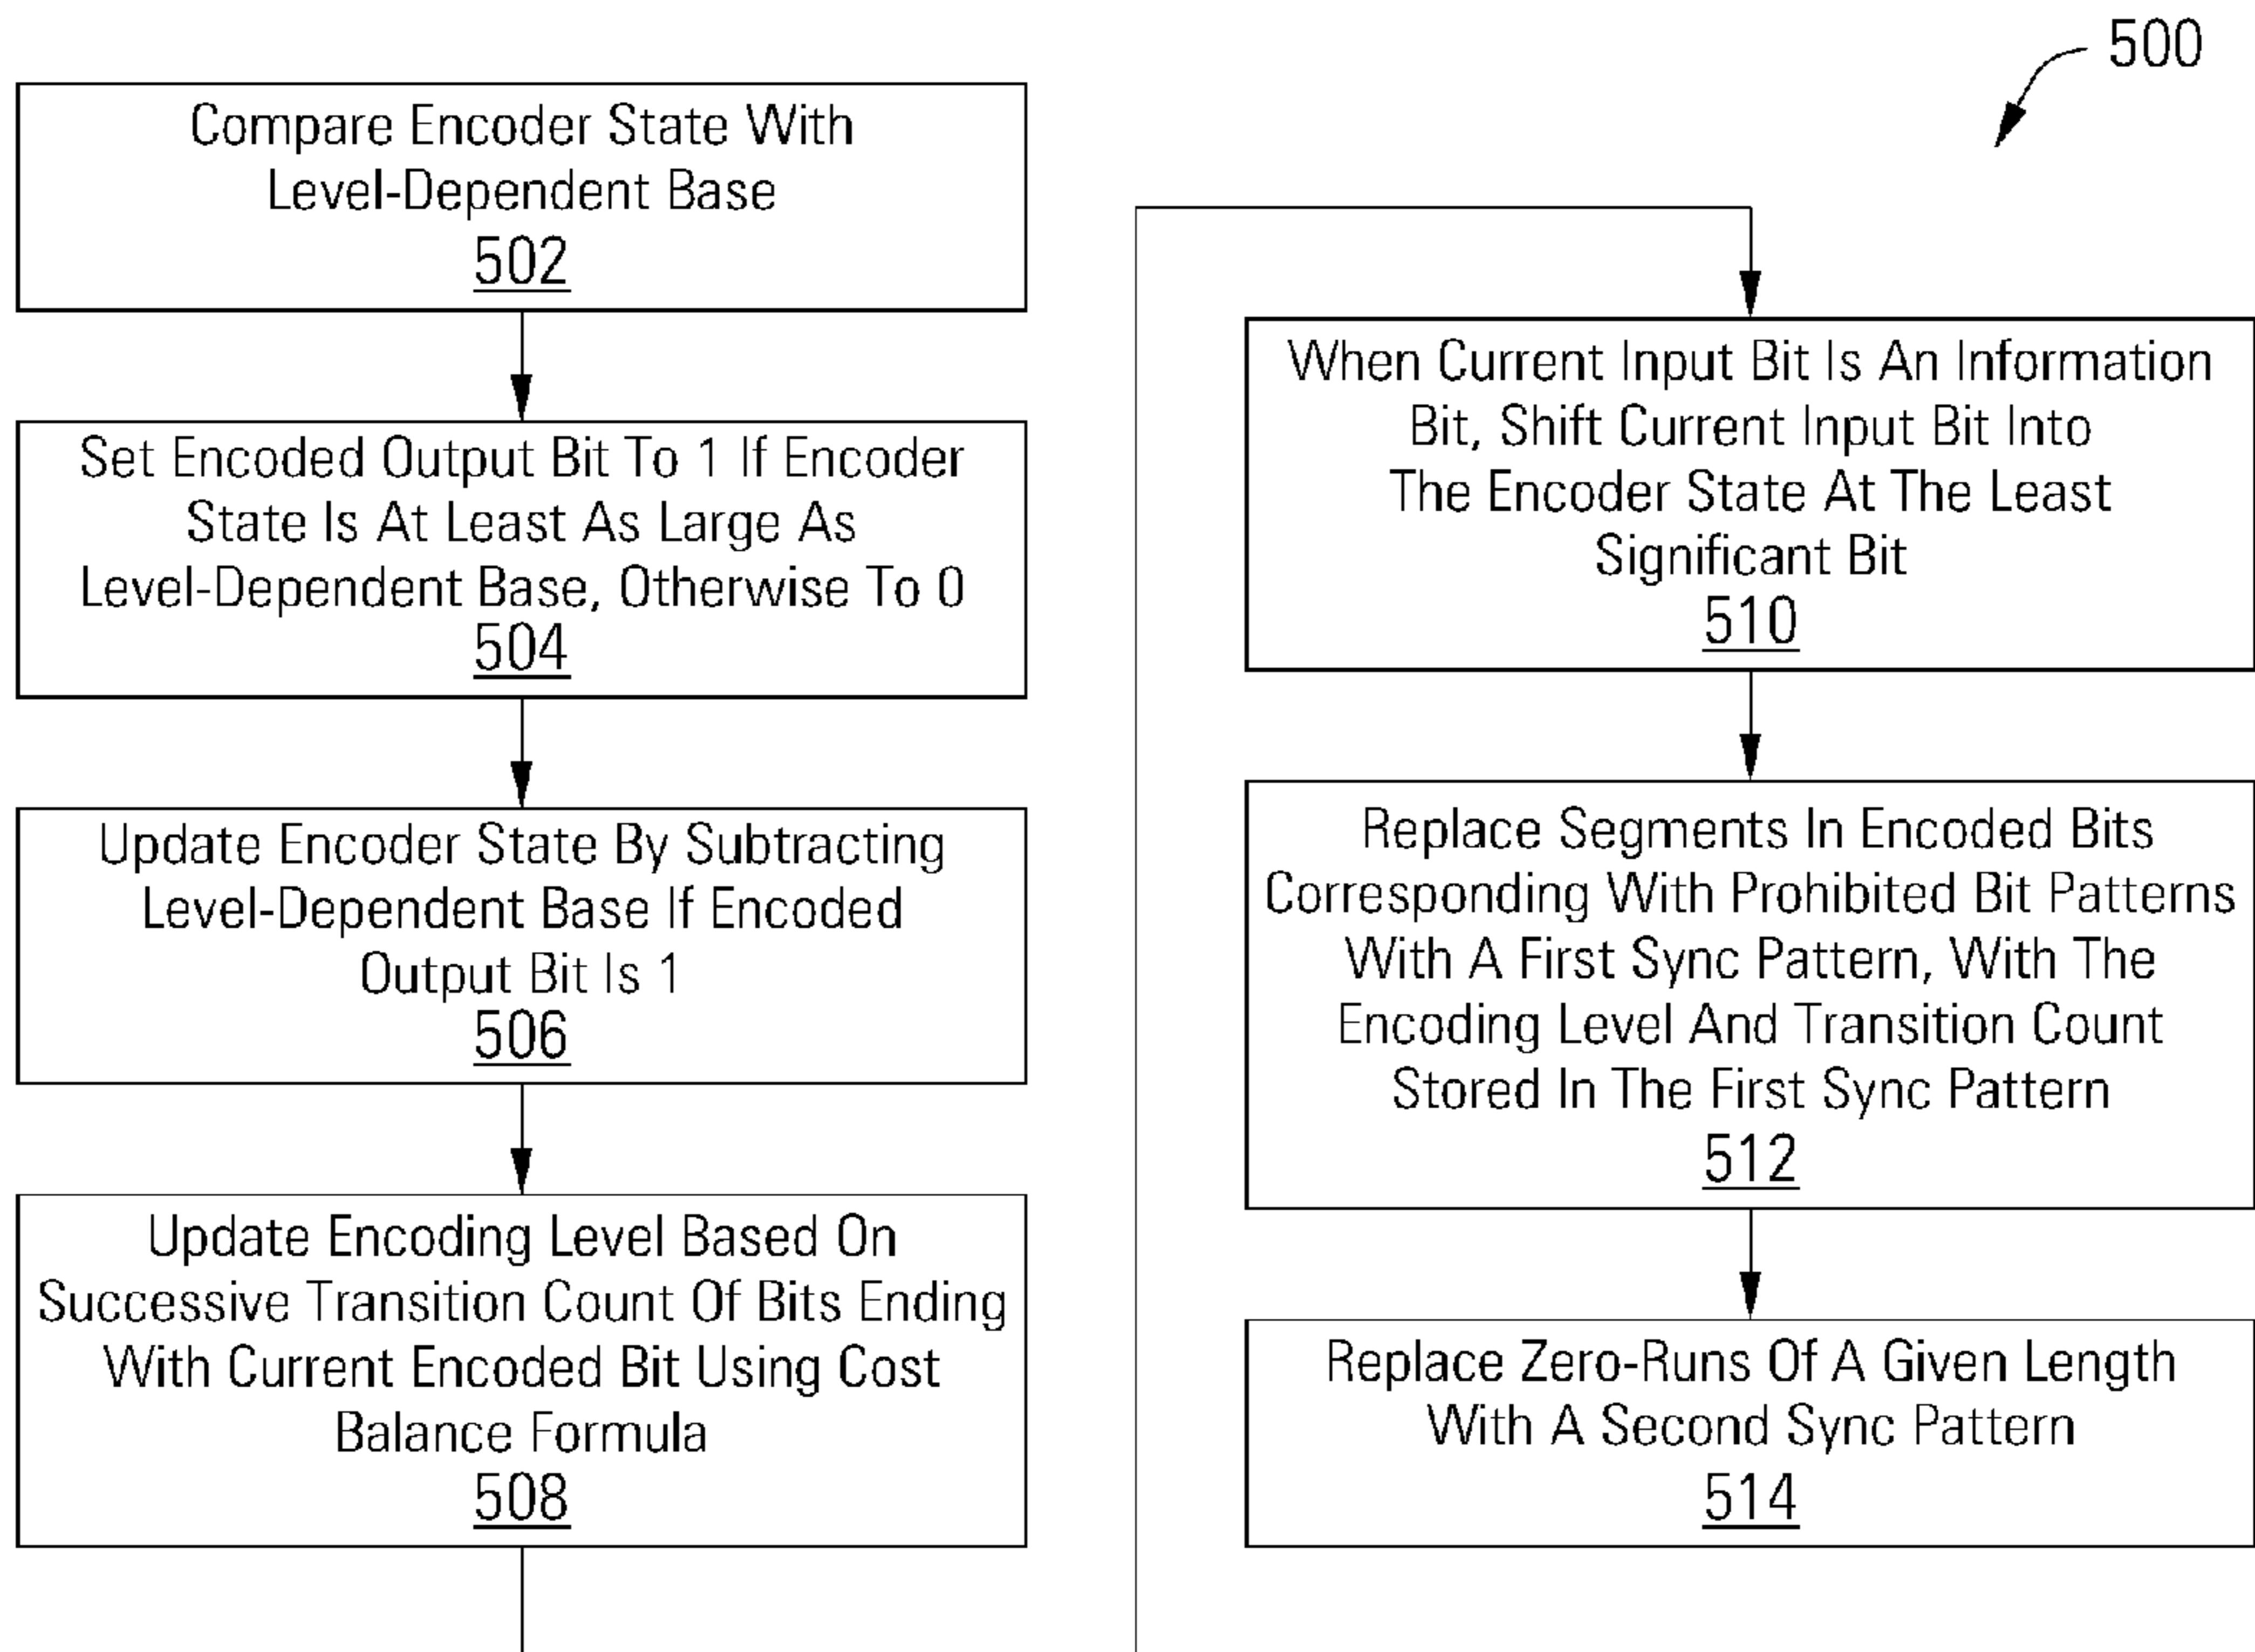 500
Compare Encoder State With
Level-Dependent Base
502
Set Encoded Output Bit To 1 If Encoder
State Is At Least As Large As
Level-Dependent Base, Otherwise To 0
504
Update Encoder State By Subtracting
Level-Dependent Base If Encoded
Output Bit Is 1
506
Update Encoding Level Based On
Successive Transition Count Of Bits Ending
With Current Encoded Bit Using Cost
Balance Formula
508
When Current Input Bit Is An Information
Bit, Shift Current Input Bit Into
The Encoder State At The Least
Significant Bit
510
Replace Segments In Encoded Bits
Corresponding With Prohibited Bit Patterns
With A First Sync Pattern, With The
Encoding Level And Transition Count
Stored In The First Sync Pattern
512
Replace Zero-Runs Of A Given Length
With A Second Sync Pattern
514